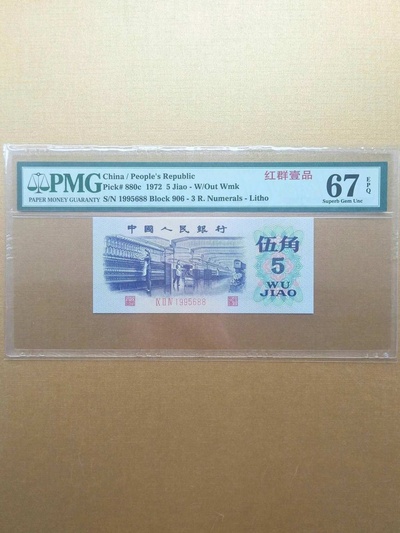 PMG
PAPER MONEY GUARANTY
China / People's Republic
Pick# 880c 1972 5 Jiao - W/Out Wmk
S/N 1995688 Block 906 - 3 R. Numerals - Litho
红群壹品
67 EPQ
Superb Gem Unc
中國人民銀行
伍角
5
WU
JIAO
1995688